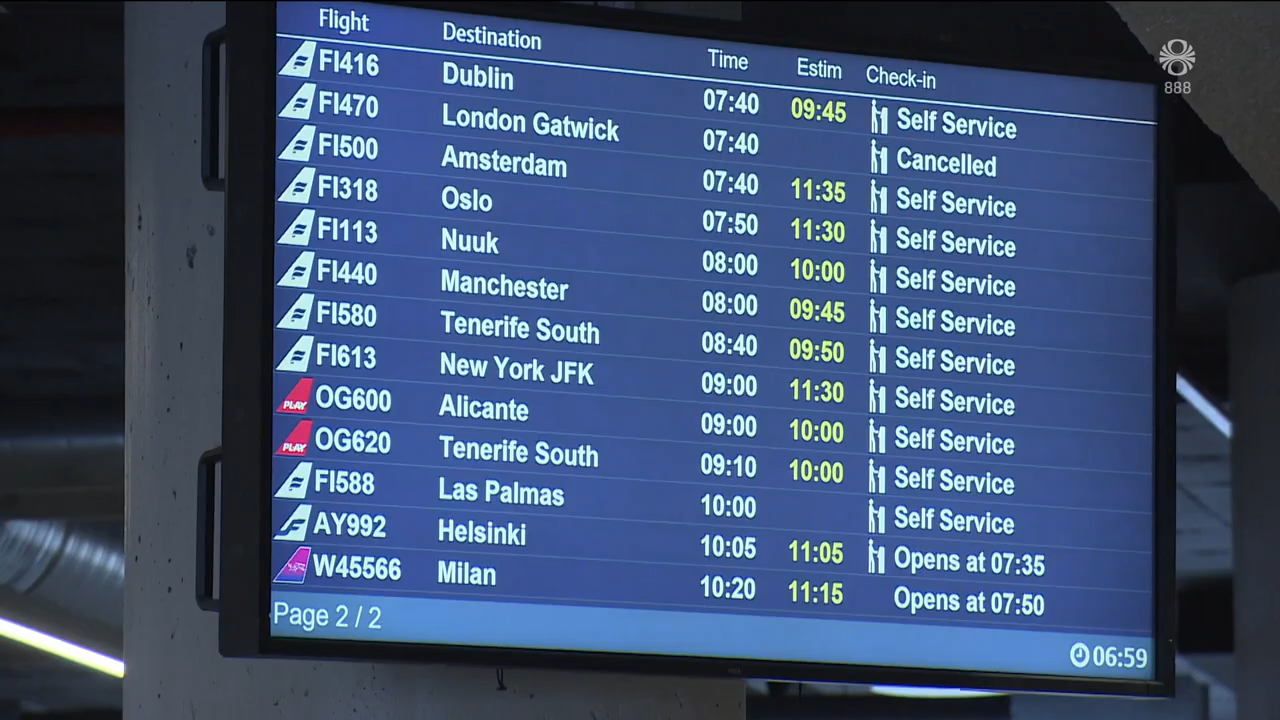 888
Flight Destination Time Estim Check-in
FI416 Dublin 07:40 09:45 Self Service
FI470 London Gatwick 07:40 Cancelled
FI500 Amsterdam 07:40 11:35 Self Service
FI318 Oslo 07:50 11:30 Self Service
FI113 Nuuk 08:00 10:00 Self Service
FI440 Manchester 08:00 09:45 Self Service
FI580 Tenerife South 08:40 09:50 Self Service
FI613 New York JFK 09:00 11:30 Self Service
PLAY OG600 Alicante 09:00 10:00 Self Service
PLAY OG620 Tenerife South 09:10 10:00 Self Service
FI588 Las Palmas 10:00 Self Service
AY992 Helsinki 10:05 11:05 Opens at 07:35
W45566 Milan 10:20 11:15 Opens at 07:50
Page 2 / 2
06:59